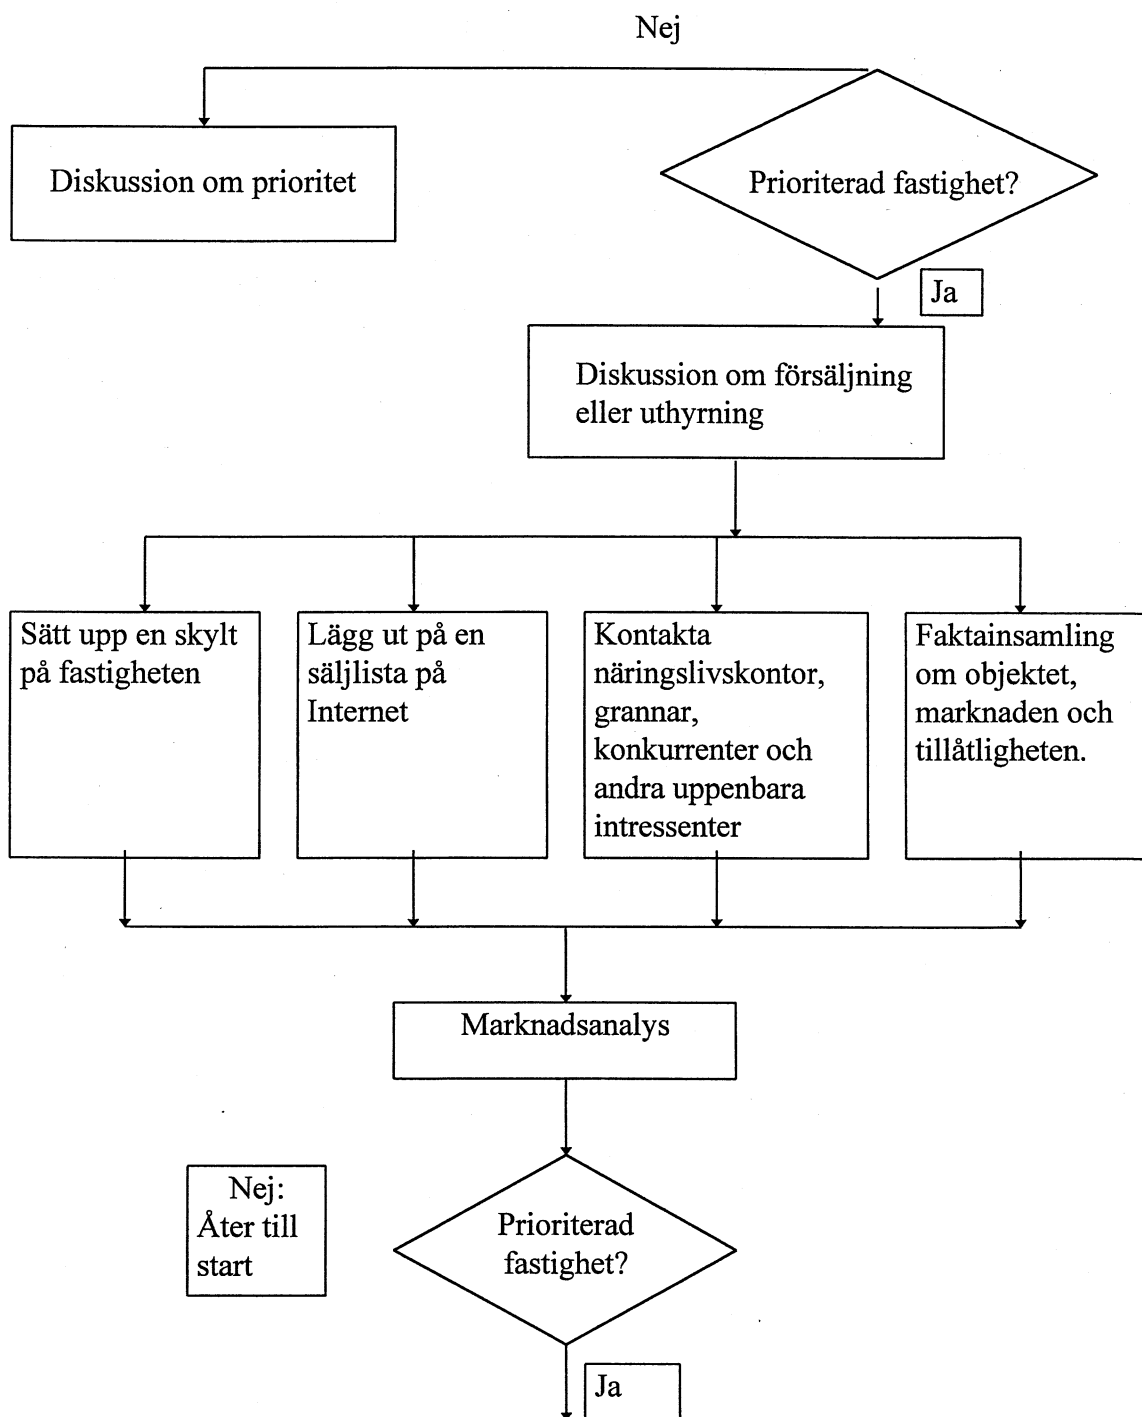 Nej
Diskussion om prioritet
Prioriterad fastighet?
Ja
Diskussion om försäljning
eller uthyrning
Sätt upp en skylt
på fastigheten
Lägg ut på en
säljlista på
Internet
Kontakta
näringslivskontor,
grannar,
konkurrenter och
andra uppenbara
intressenter
Faktainsamling
om objektet,
marknaden och
tillåtligheten.
Marknadsanalys
Nej:
Åter till
start
Prioriterad
fastighet?
Ja